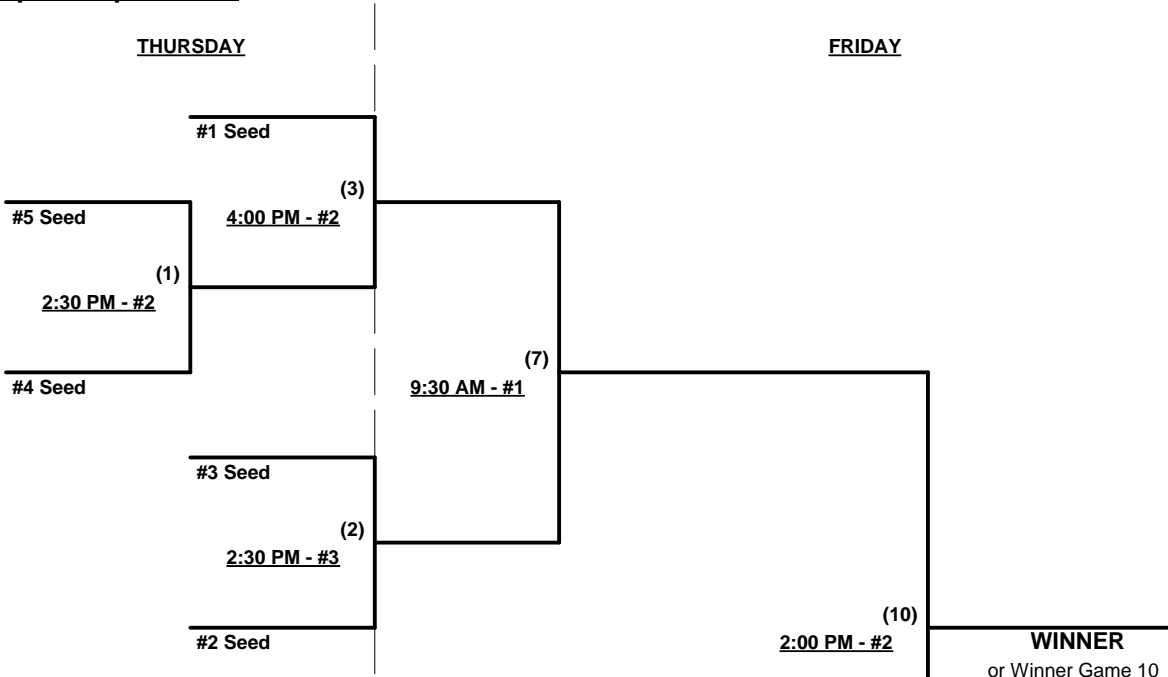 THURSDAY
FRIDAY
#1 Seed
(3)
#5 Seed
4:00 PM - #2
(1)
2:30 PM - #2
(7)
#4 Seed
9:30 AM - #1
#3 Seed
(2)
2:30 PM - #3
(10)
#2 Seed
2:00 PM - #2
WINNER
or Winner Game 10